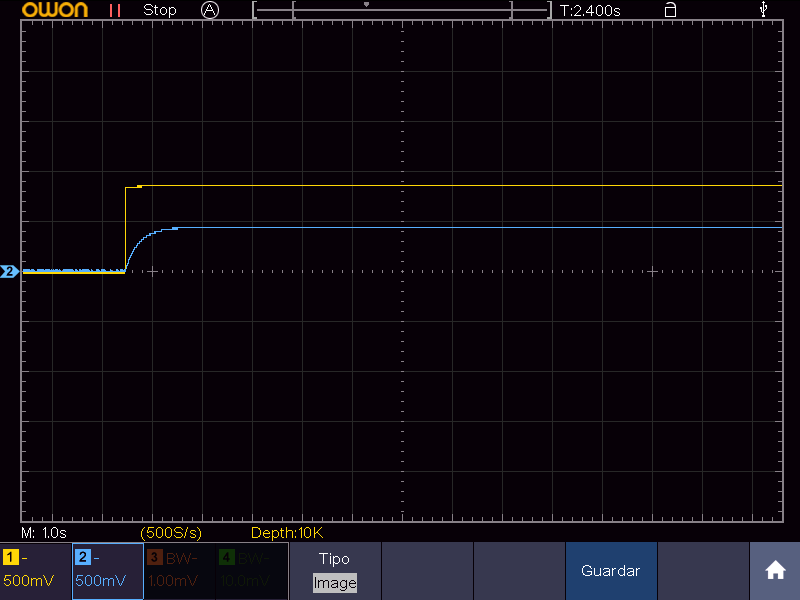 OWON Stop A T:2.400s
2
M: 1.0s (500S/s) Depth:10K
1 - 2 - 3 BW- 4 BW- Tipo
500mV 500mV 1.00mV 10.0mV Image Guardar